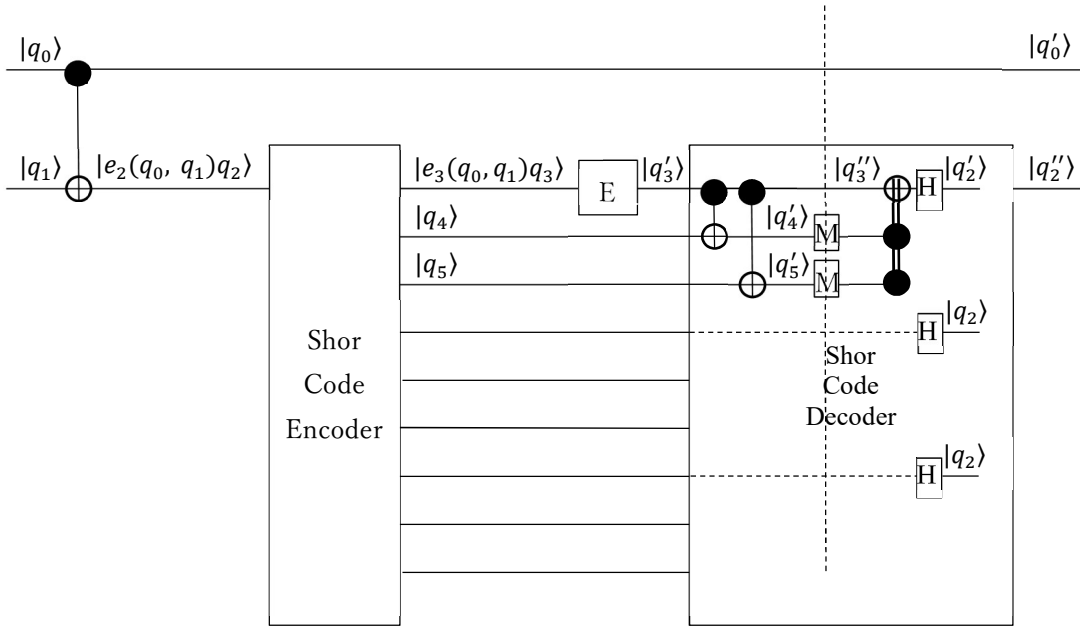 |q₀⟩ |q₀′⟩
|q₁⟩ |e₂(q₀, q₁)q₂⟩ |e₃(q₀,q₁)q₃⟩ E |q₃′⟩ |q₃″⟩ H |q₂′⟩ |q₂″⟩
|q₄⟩ |q₄′⟩ M
|q₅⟩ |q₅′⟩ M
H |q₂⟩
Shor
Code
Encoder
Shor
Code
Decoder
H |q₂⟩